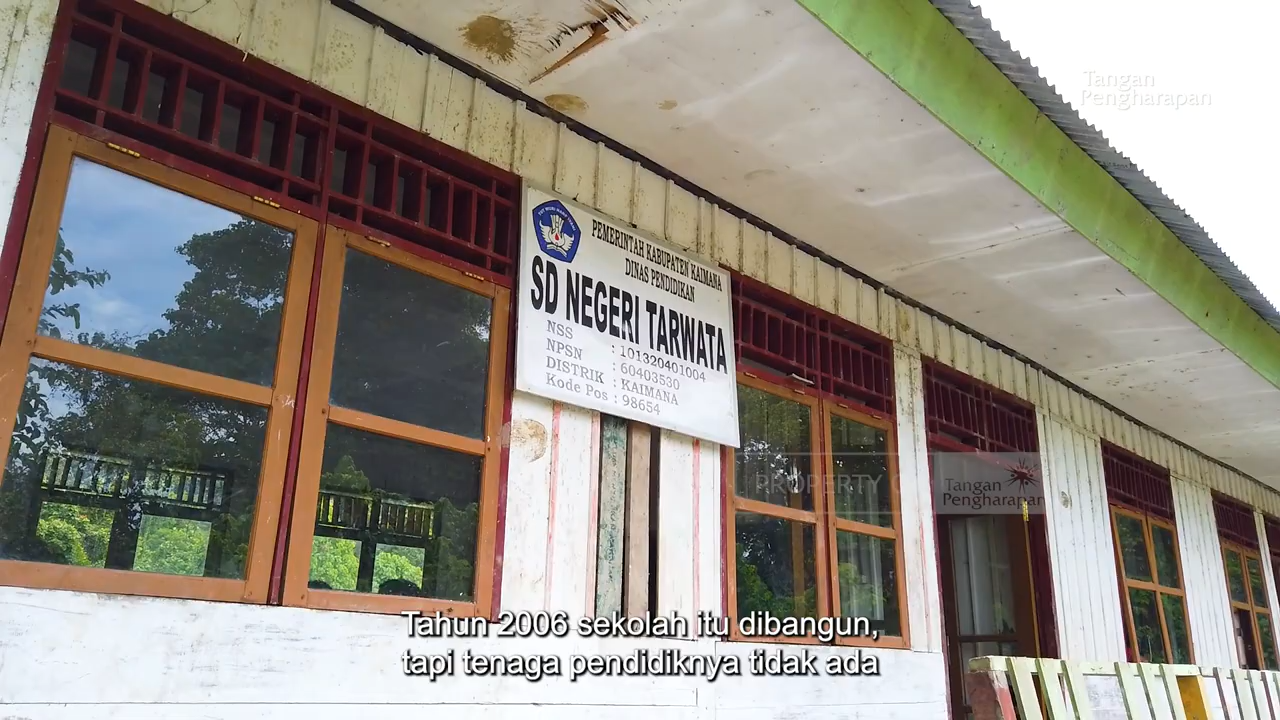 Tangan
Pengharapan
PEMERINTAH KABUPATEN KAIMANA
DINAS PENDIDIKAN
SD NEGERI TARWATA
NSS : 101320401004
NPSN : 60403530
DISTRIK : KAIMANA
Kode Pos : 98654
PROPERTY
Tangan
Pengharapan
Tahun 2006 sekolah itu dibangun,
tapi tenaga pendidiknya tidak ada